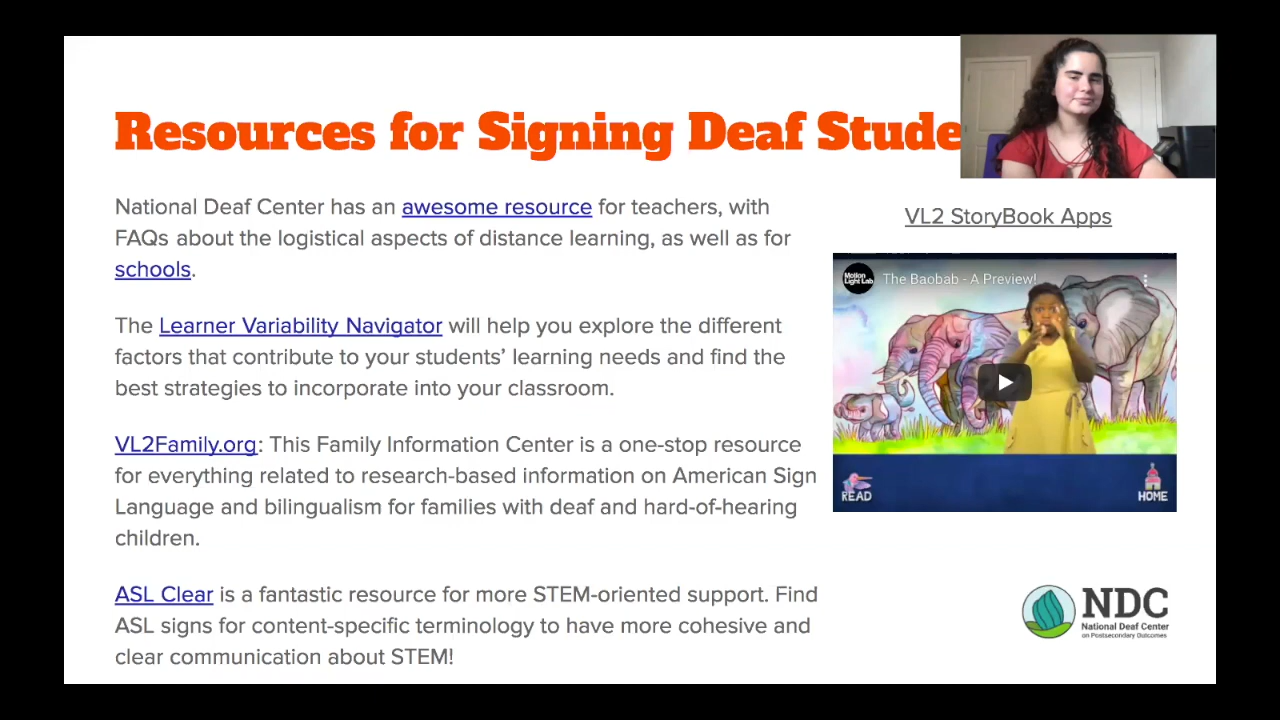 Resources for Signing Deaf Stude
National Deaf Center has an awesome resource for teachers, with
FAQs about the logistical aspects of distance learning, as well as for
schools.
The Learner Variability Navigator will help you explore the different
factors that contribute to your students' learning needs and find the
best strategies to incorporate into your classroom.
VL2Family.org: This Family Information Center is a one-stop resource
for everything related to research-based information on American Sign
Language and bilingualism for families with deaf and hard-of-hearing
children.
ASL Clear is a fantastic resource for more STEM-oriented support. Find
ASL signs for content-specific terminology to have more cohesive and
clear communication about STEM!
VL2 StoryBook Apps
Motion
Light Lab
The Baobab - A Preview!
READ
HOME
NDC
National Deaf Center
on Postsecondary Outcomes